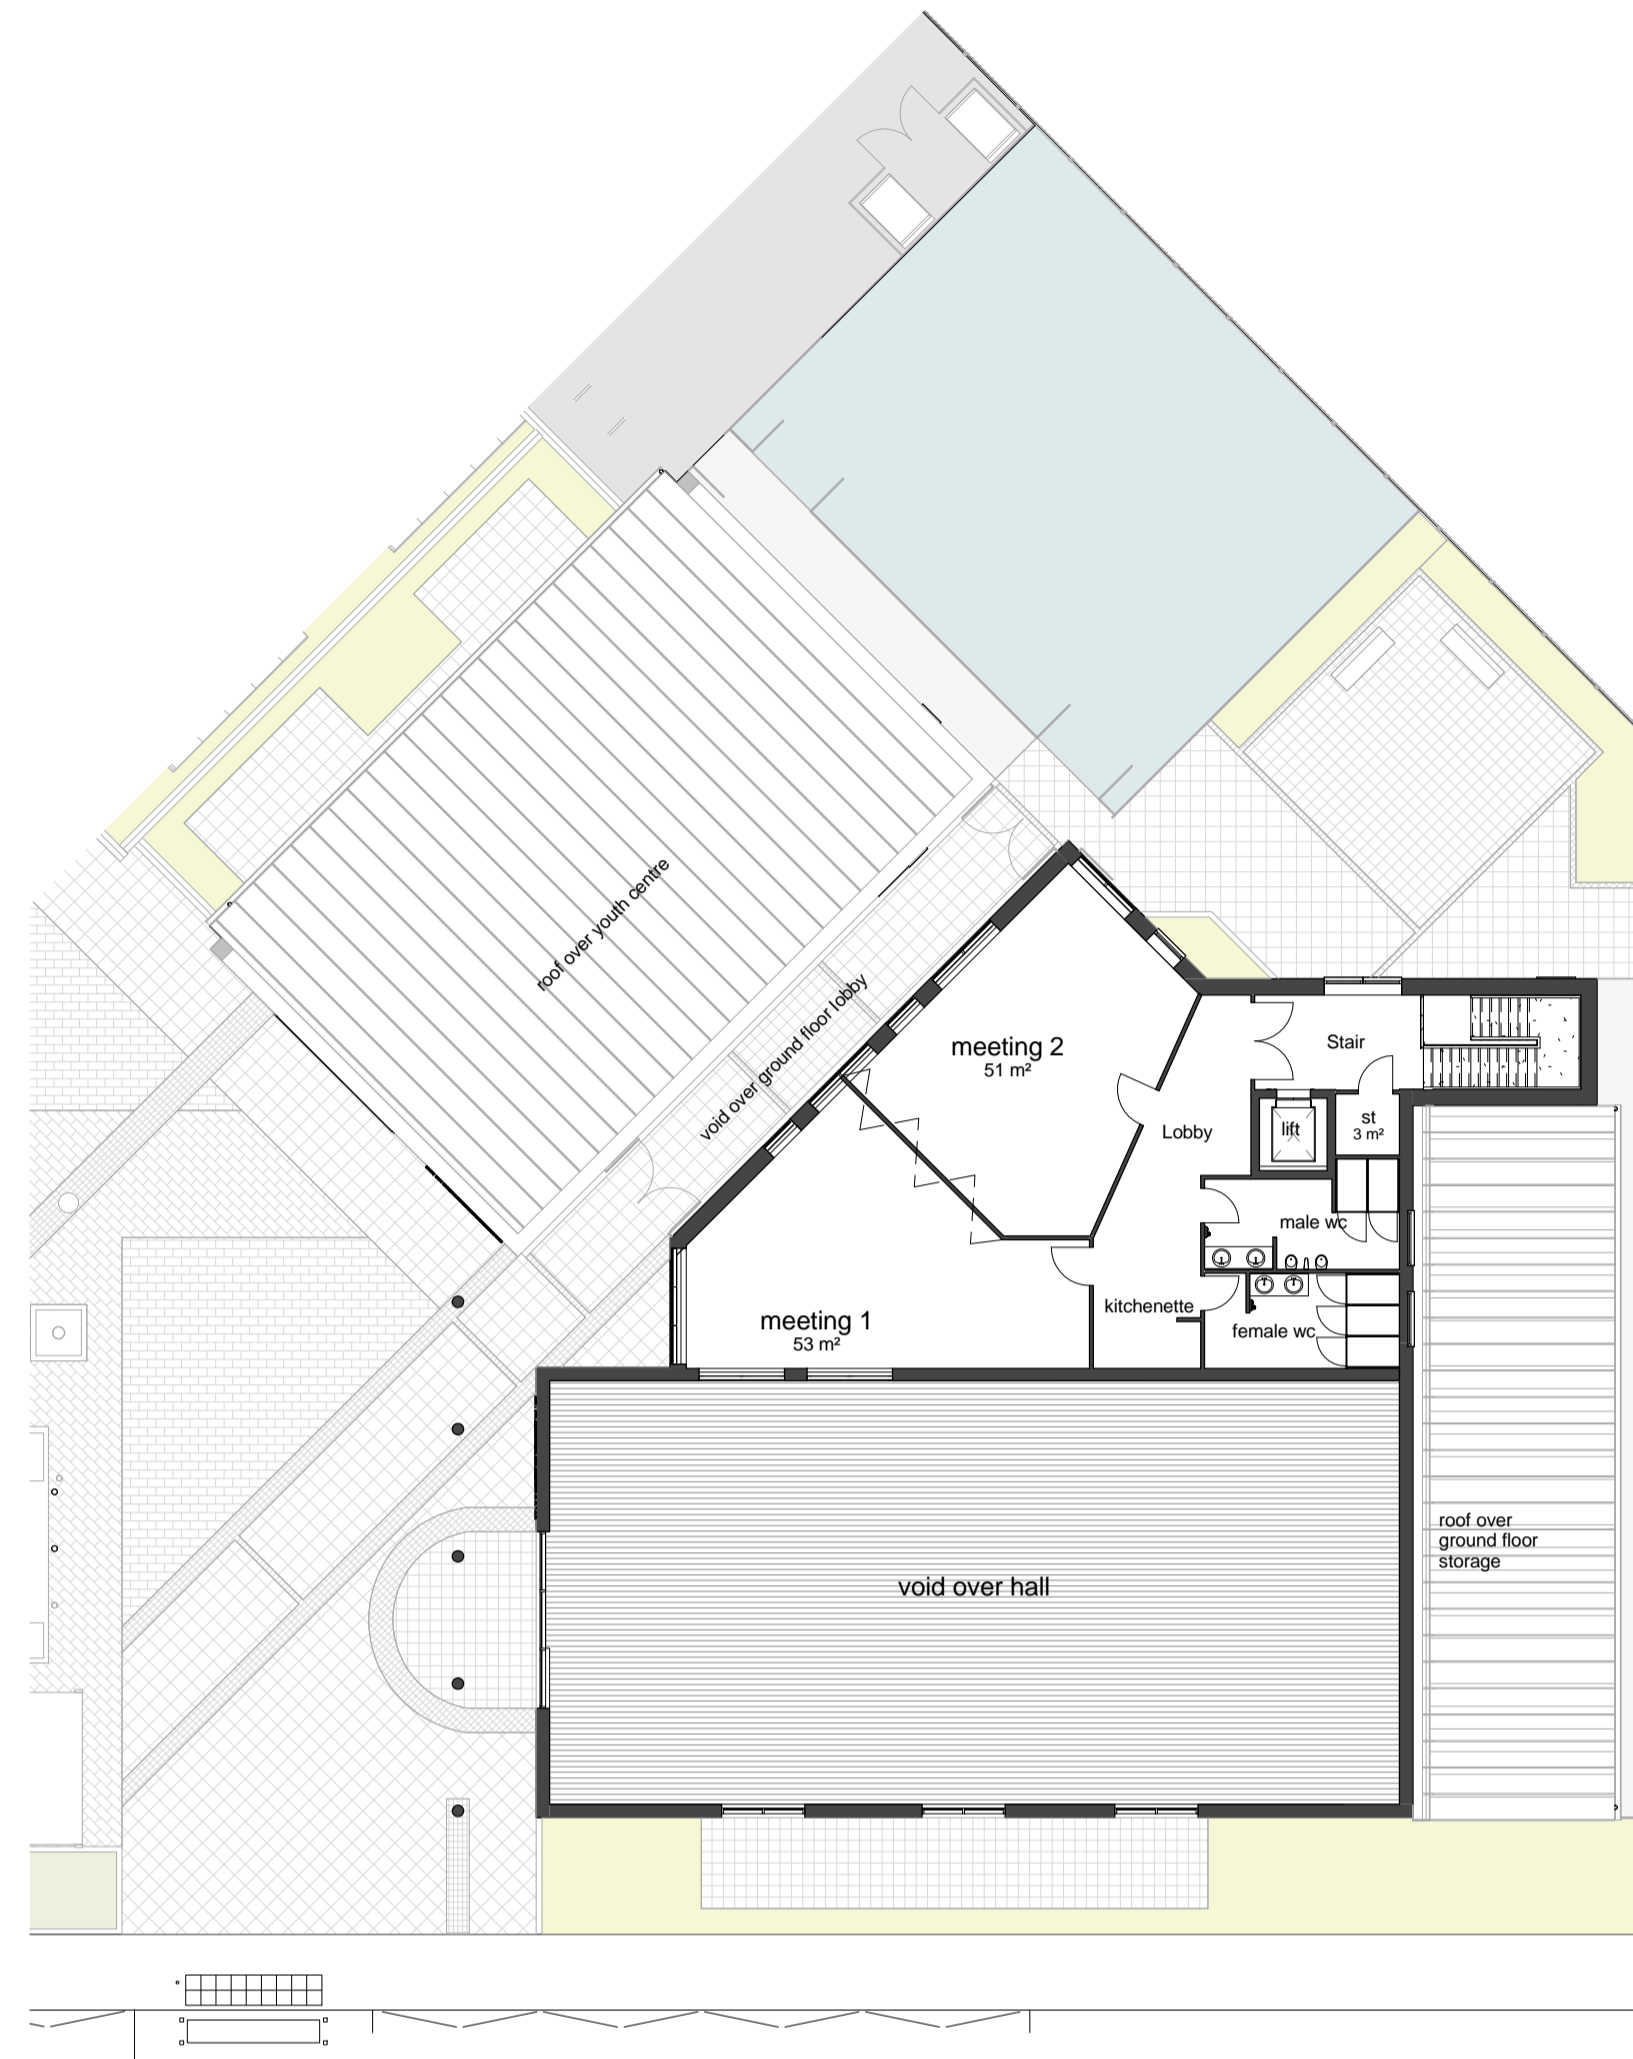 roof over youth centre
void over ground floor lobby
meeting 2
51 m²
Stair
Lobby
lift
st
3 m²
male wc
kitchenette
meeting 1
53 m²
female wc
roof over
ground floor
storage
void over hall